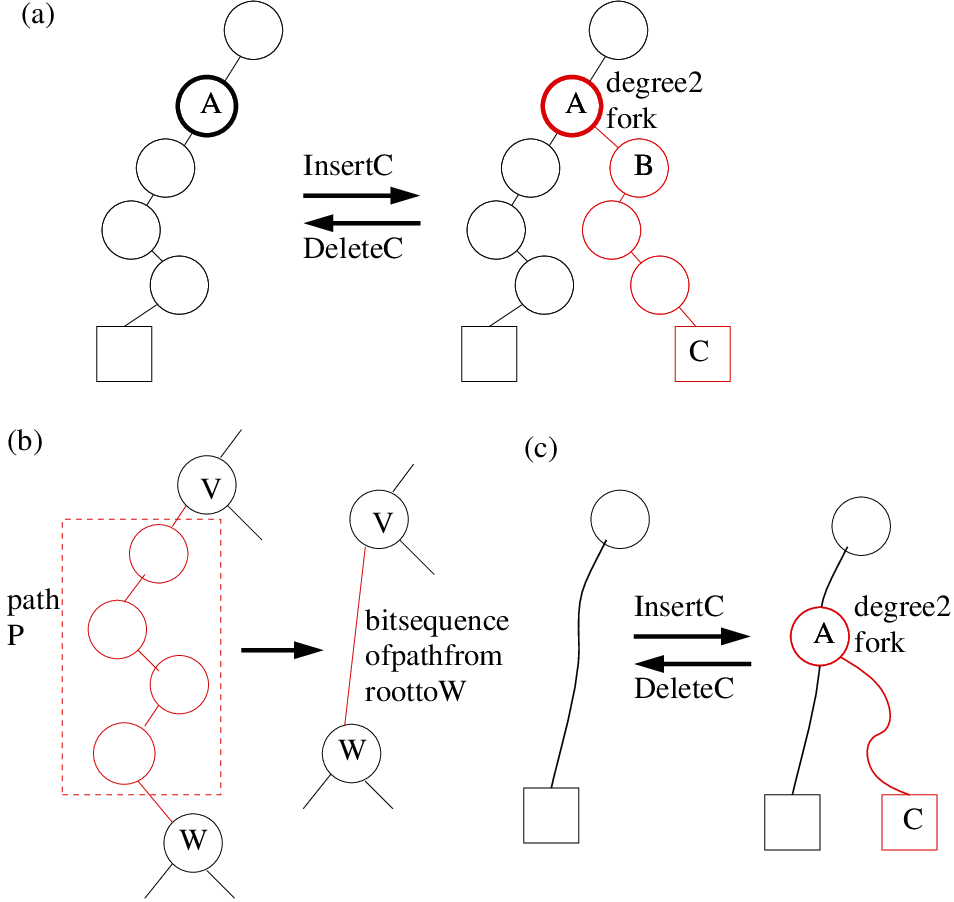 (a)
A
InsertC
DeleteC
A
degree2
fork
B
C
(b)
V
path
P
W
V
bitsequence
ofpathfrom
roottoW
W
(c)
InsertC
DeleteC
A
degree2
fork
C